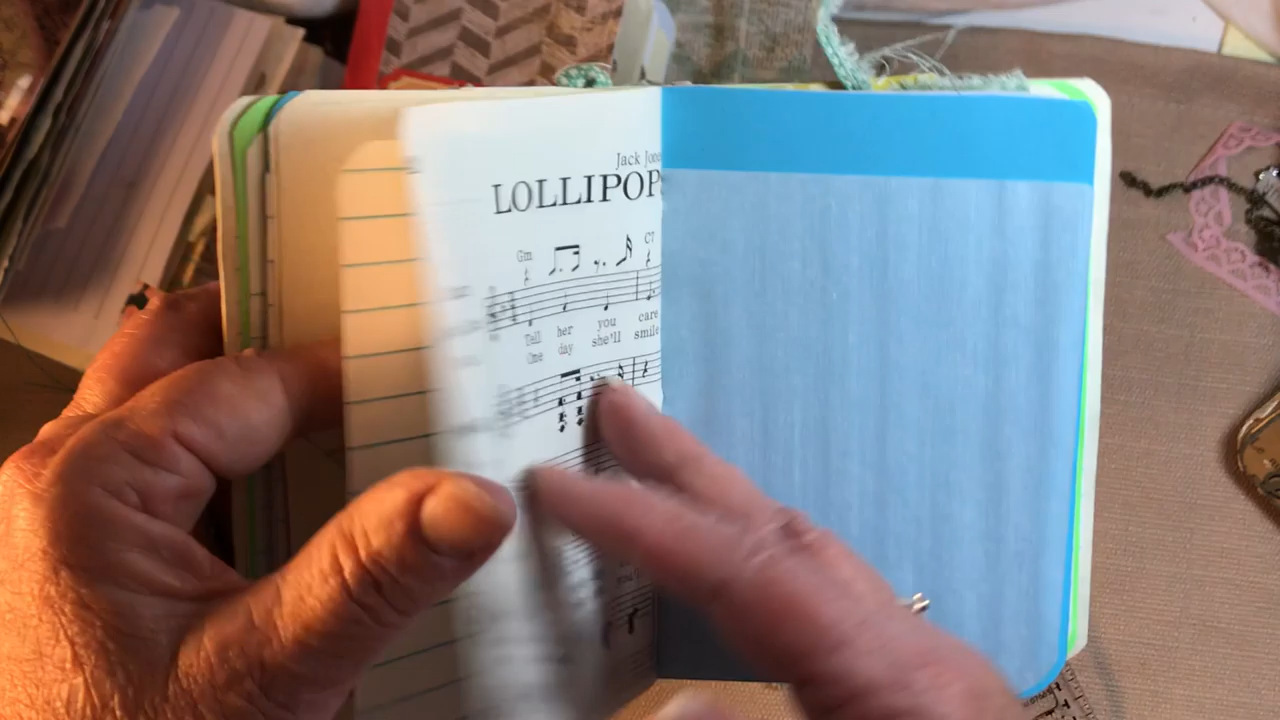 Jack Jone
LOLLIPOPS
Gm C7
Tell her you care
One day she'll smile